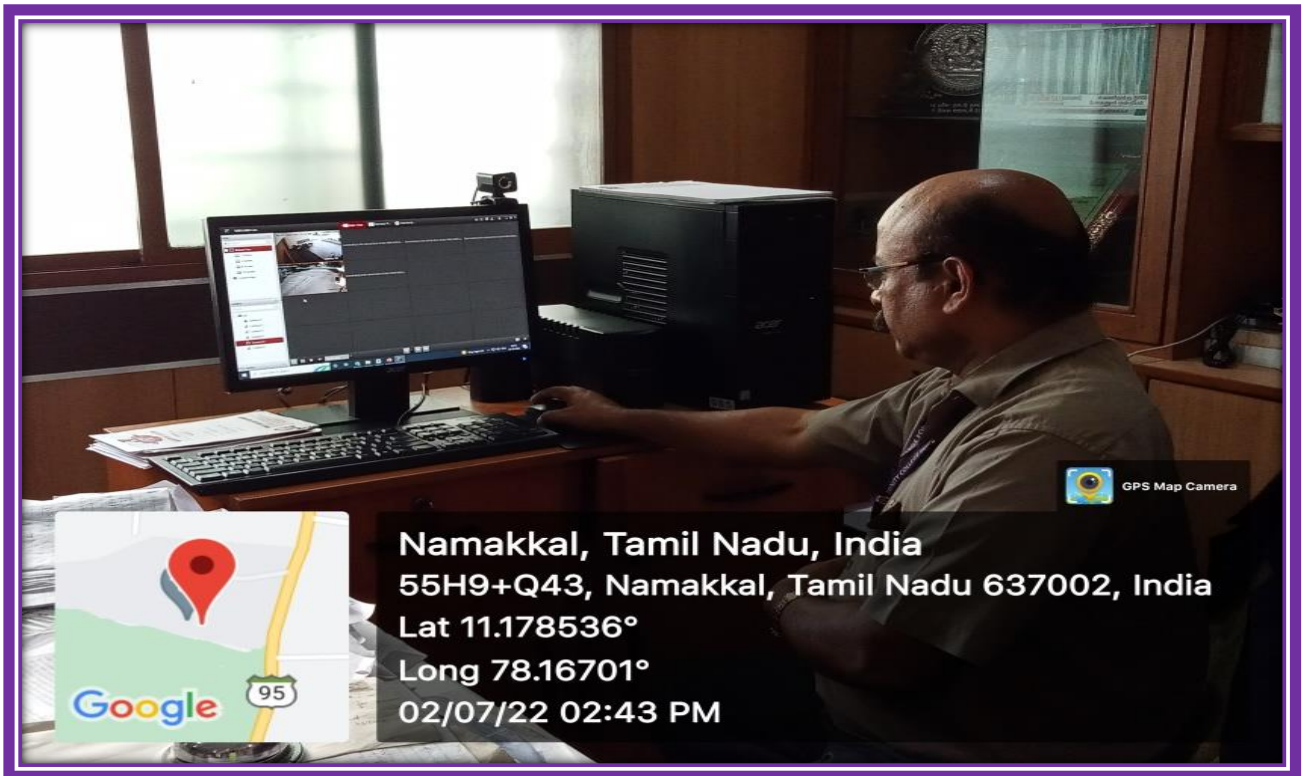 acer
GPS Map Camera
Namakkal, Tamil Nadu, India
55H9+Q43, Namakkal, Tamil Nadu 637002, India
Lat 11.178536°
Long 78.16701°
02/07/22 02:43 PM
Google
95